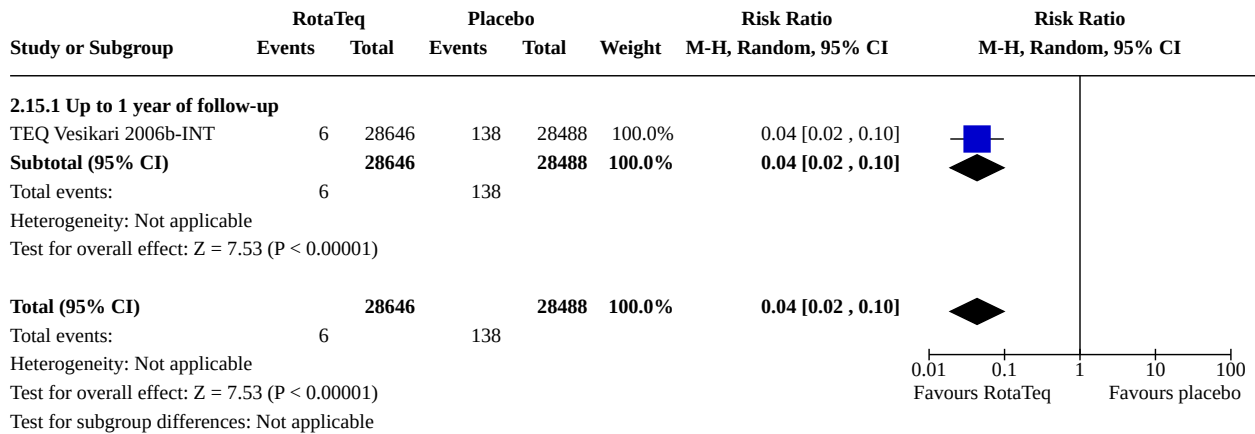 RotaTeq Placebo Risk Ratio Risk Ratio
Study or Subgroup Events Total Events Total Weight M-H, Random, 95% CI M-H, Random, 95% CI
2.15.1 Up to 1 year of follow-up
TEQ Vesikari 2006b-INT 6 28646 138 28488 100.0% 0.04 [0.02 , 0.10]
Subtotal (95% CI) 28646 28488 100.0% 0.04 [0.02 , 0.10]
Total events: 6 138
Heterogeneity: Not applicable
Test for overall effect: Z = 7.53 (P < 0.00001)
Total (95% CI) 28646 28488 100.0% 0.04 [0.02 , 0.10]
Total events: 6 138
Heterogeneity: Not applicable
Test for overall effect: Z = 7.53 (P < 0.00001)
Test for subgroup differences: Not applicable
0.01 0.1 1 10 100
Favours RotaTeq Favours placebo